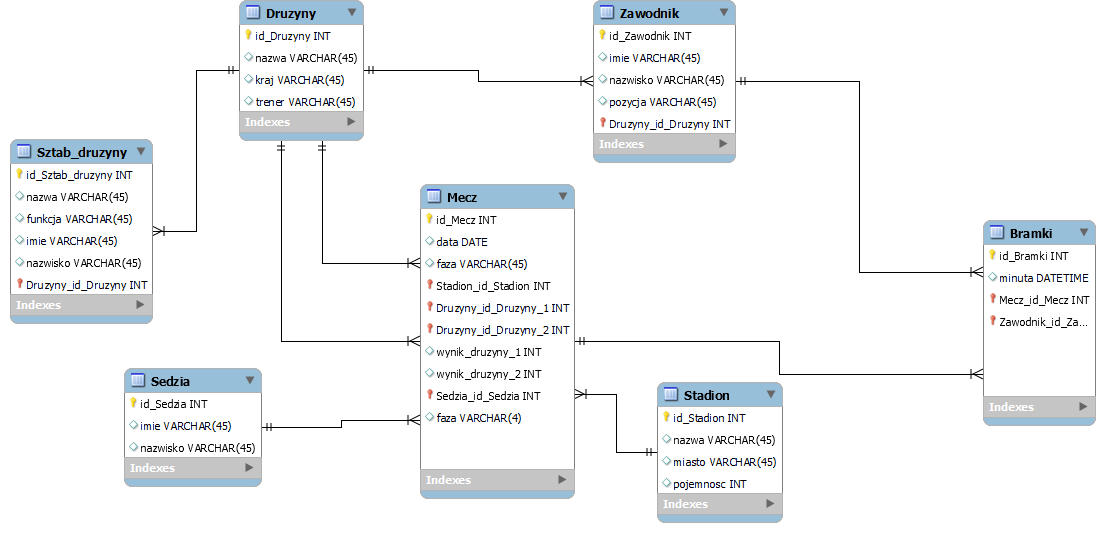 Druzyny
id_Druzyny INT
nazwa VARCHAR(45)
kraj VARCHAR(45)
trener VARCHAR(45)
Indexes
Zawodnik
id_Zawodnik INT
imie VARCHAR(45)
nazwisko VARCHAR(45)
pozycja VARCHAR(45)
Druzyny_id_Druzyny INT
Indexes
Sztab_druzyny
id_Sztab_druzyny INT
nazwa VARCHAR(45)
funkcja VARCHAR(45)
imie VARCHAR(45)
nazwisko VARCHAR(45)
Druzyny_id_Druzyny INT
Indexes
Mecz
id_Mecz INT
data DATE
faza VARCHAR(45)
Stadion_id_Stadion INT
Druzyny_id_Druzyny_1 INT
Druzyny_id_Druzyny_2 INT
wynik_druzyny_1 INT
wynik_druzyny_2 INT
Sedzia_id_Sedzia INT
faza VARCHAR(4)
Indexes
Bramki
id_Bramki INT
minuta DATETIME
Mecz_id_Mecz INT
Zawodnik_id_Za...
Indexes
Sedzia
id_Sedzia INT
imie VARCHAR(45)
nazwisko VARCHAR(45)
Indexes
Stadion
id_Stadion INT
nazwa VARCHAR(45)
miasto VARCHAR(45)
pojemnosc INT
Indexes